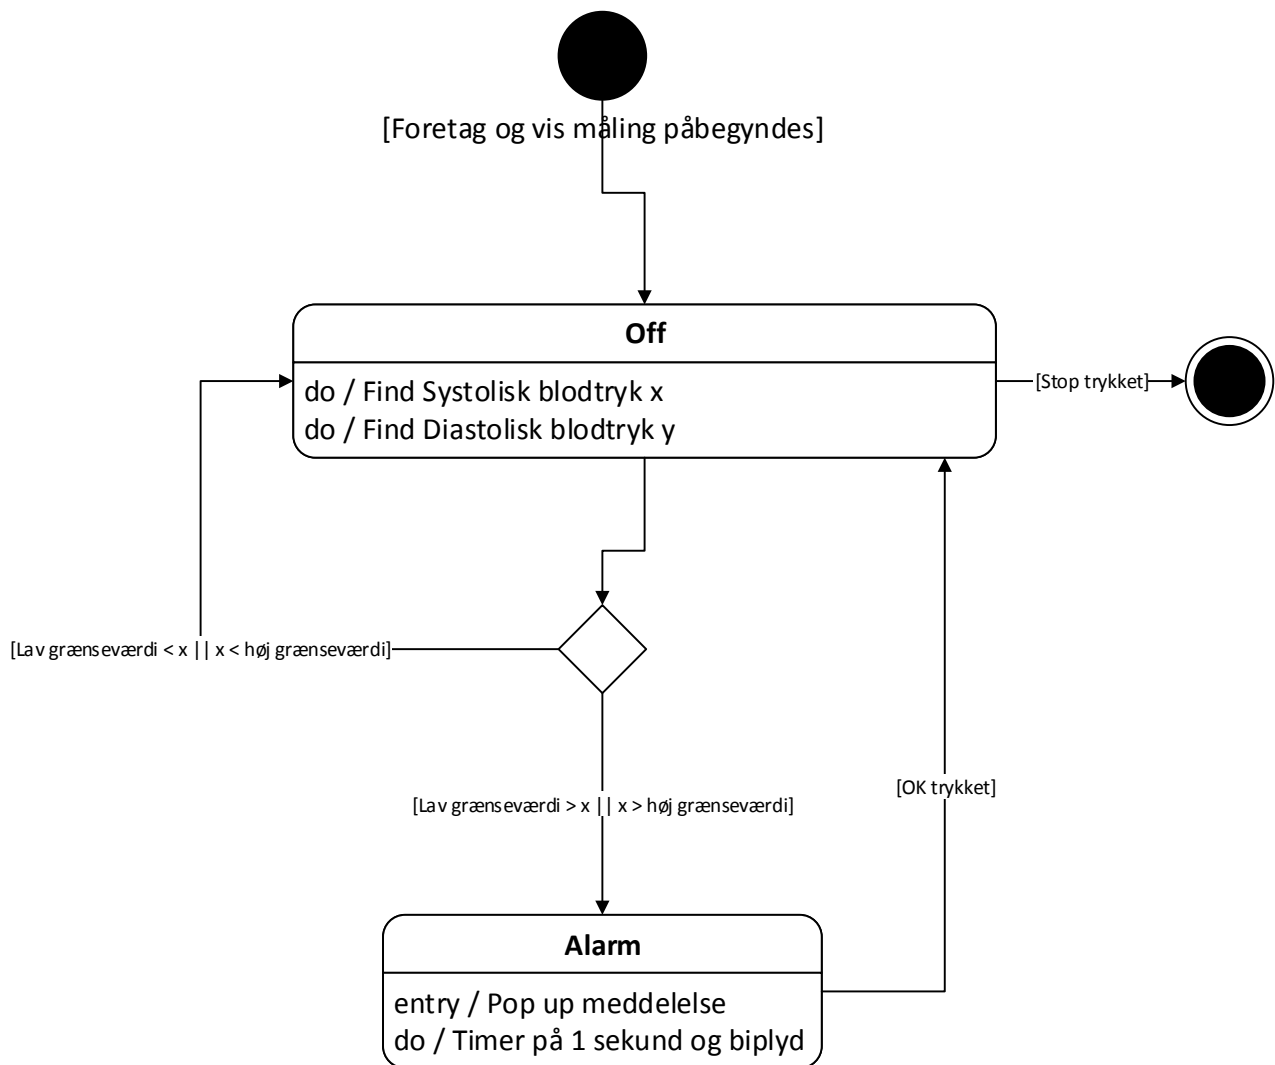 [Foretag og vis måling påbegyndes]
Off
do / Find Systolisk blodtryk x
do / Find Diastolisk blodtryk y
[Stop trykket]
[Lav grænseværdi < x || x < høj grænseværdi]
[OK trykket]
[Lav grænseværdi > x || x > høj grænseværdi]
Alarm
entry / Pop up meddelelse
do / Timer på 1 sekund og biplyd